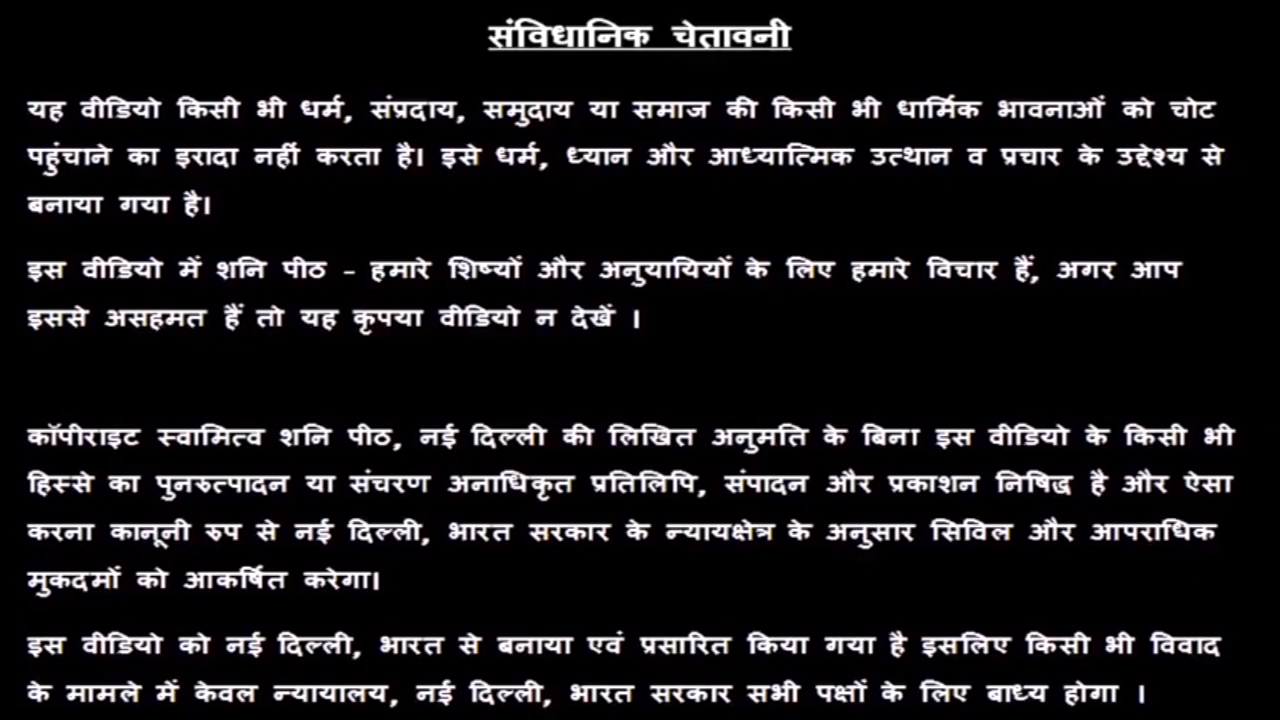 संविधानिक चेतावनी
यह वीडियो किसी भी धर्म, संप्रदाय, समुदाय या समाज की किसी भी धार्मिक भावनाओं को चोट
पहुंचाने का इरादा नहीं करता है। इसे धर्म, ध्यान और आध्यात्मिक उत्थान व प्रचार के उद्देश्य से
बनाया गया है।
इस वीडियो में शनि पीठ – हमारे शिष्यों और अनुयायियों के लिए हमारे विचार हैं, अगर आप
इससे असहमत हैं तो यह कृपया वीडियो न देखें ।
कॉपीराइट स्वामित्व शनि पीठ, नई दिल्ली की लिखित अनुमति के बिना इस वीडियो के किसी भी
हिस्से का पुनरुत्पादन या संचरण अनाधिकृत प्रतिलिपि, संपादन और प्रकाशन निषिद्ध है और ऐसा
करना कानूनी रुप से नई दिल्ली, भारत सरकार के न्यायक्षेत्र के अनुसार सिविल और आपराधिक
मुकदमों को आकर्षित करेगा।
इस वीडियो को नई दिल्ली, भारत से बनाया एवं प्रसारित किया गया है इसलिए किसी भी विवाद
के मामले में केवल न्यायालय, नई दिल्ली, भारत सरकार सभी पक्षों के लिए बाध्य होगा ।